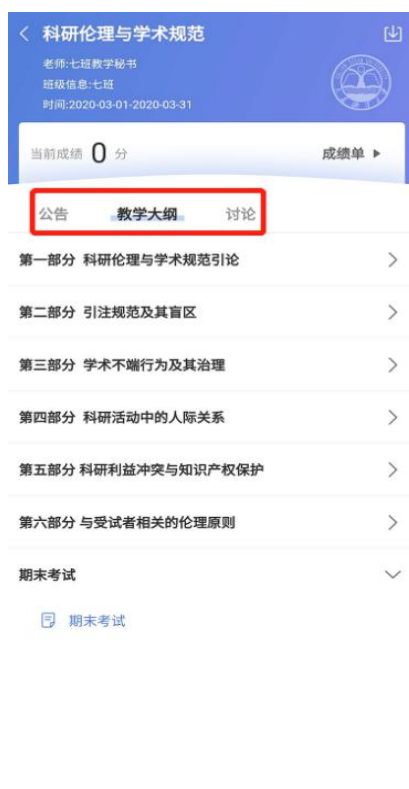 科研伦理与学术规范
老师:七班教学秘书
班级信息:七班
时间:2020-03-01-2020-03-31
当前成绩 0 分 成绩单
公告 教学大纲 讨论
第一部分 科研伦理与学术规范引论
第二部分 引注规范及其盲区
第三部分 学术不端行为及其治理
第四部分 科研活动中的人际关系
第五部分 科研利益冲突与知识产权保护
第六部分 与受试者相关的伦理原则
期末考试
期末考试